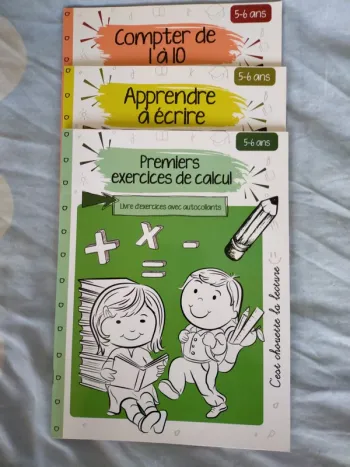 5-6 ans
Compter de
1 à 10
5-6 ans
Apprendre
à écrire
5-6 ans
Premiers
exercices de calcul
Livre d'exercices avec autocollants
+ x -
=
C'est chouette la lecture